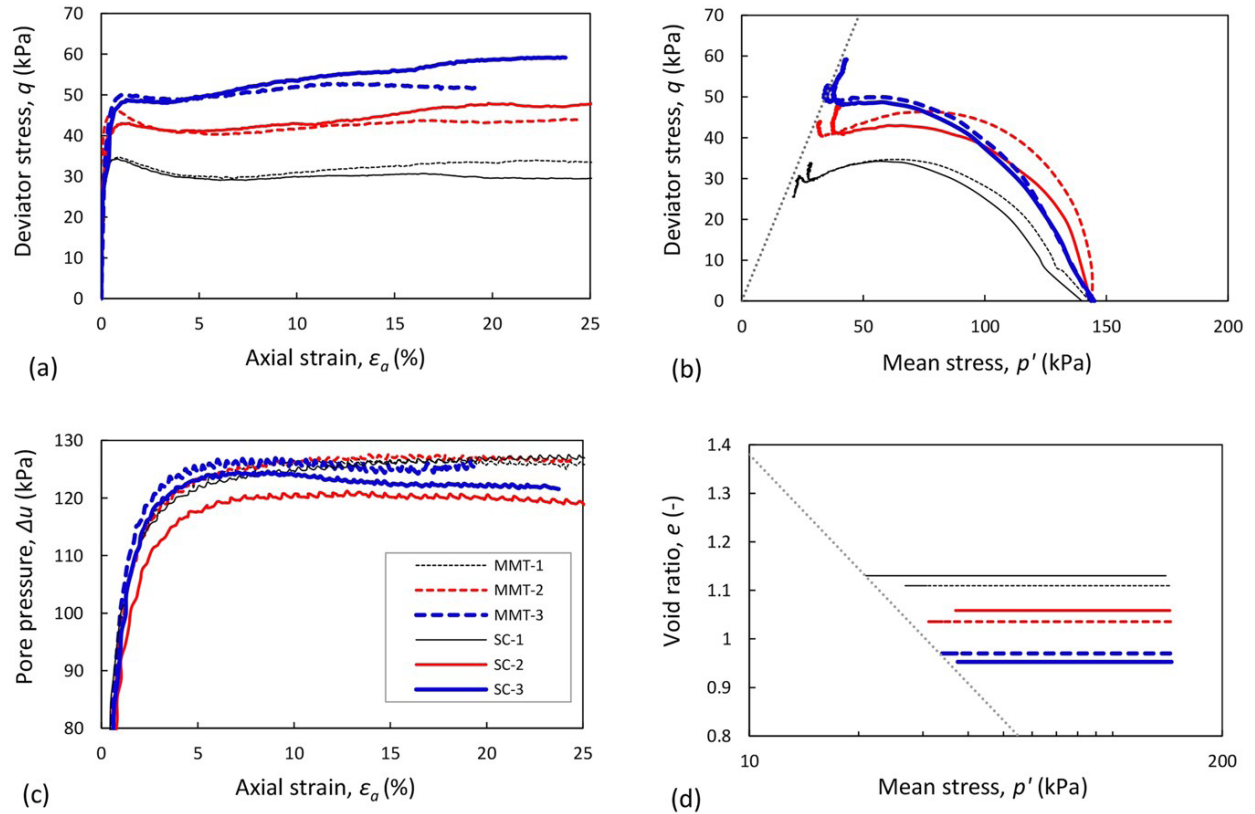 70
60
50
40
30
20
10
0
Deviator stress, q (kPa)
0 5 10 15 20 25
Axial strain, εa (%)
(a)
70
60
50
40
30
20
10
0
Deviator stress, q (kPa)
0 50 100 150 200
Mean stress, p' (kPa)
(b)
130
120
110
100
90
80
Pore pressure, Δu (kPa)
MMT-1
MMT-2
MMT-3
SC-1
SC-2
SC-3
0 5 10 15 20 25
Axial strain, εa (%)
(c)
1.4
1.3
1.2
1.1
1
0.9
0.8
Void ratio, e (-)
10 200
Mean stress, p' (kPa)
(d)